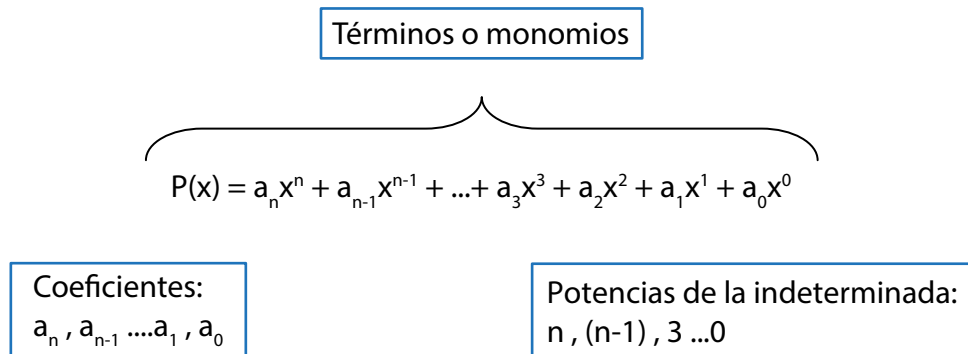 Términos o monomios
P(x) = aₙxⁿ + aₙ₋₁xⁿ⁻¹ + ...+ a₃x³ + a₂x² + a₁x¹ + a₀x⁰
Coeficientes:
aₙ , aₙ₋₁ ....a₁ , a₀
Potencias de la indeterminada:
n , (n-1) , 3 ...0